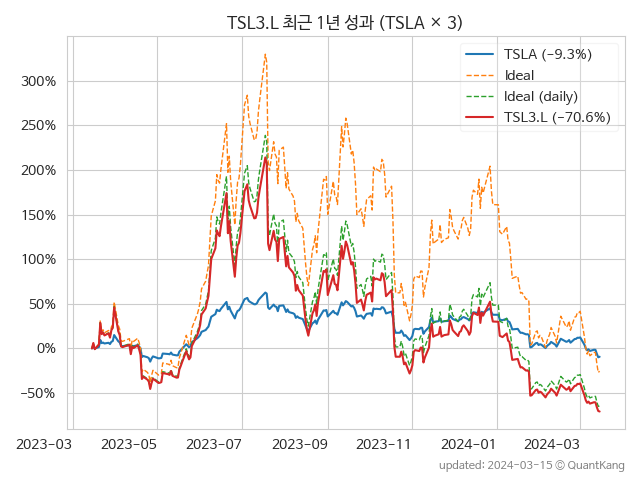 TSL3.L 최근 1년 성과 (TSLA × 3)
TSLA (−9.3%)
Ideal
Ideal (daily)
TSL3.L (−70.6%)
300%
250%
200%
150%
100%
50%
0%
−50%
2023−03
2023−05
2023−07
2023−09
2023−11
2024−01
2024−03
updated: 2024−03−15 ⓒ QuantKang